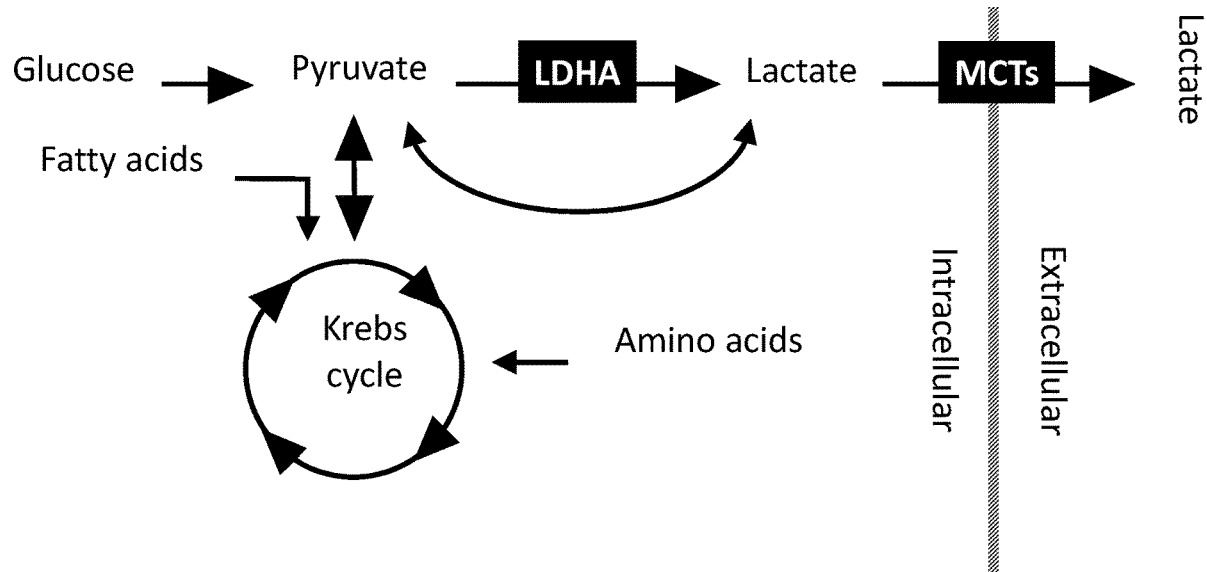 Glucose
Pyruvate
LDHA
Lactate
MCTs
Lactate
Fatty acids
Krebs
cycle
Amino acids
Intracellular
Extracellular